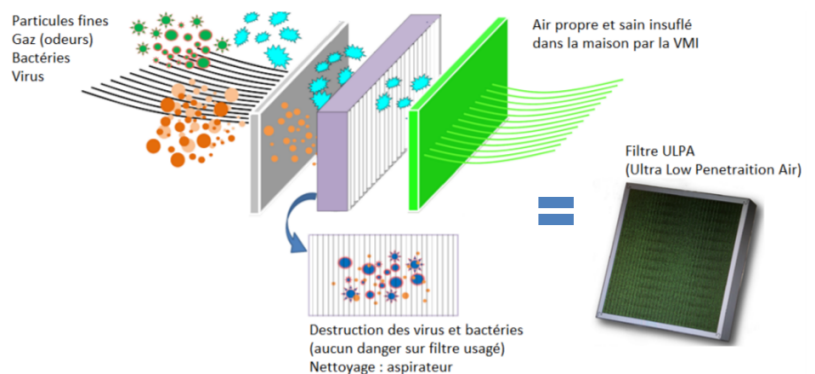 Particules fines
Gaz (odeurs)
Bactéries
Virus
Air propre et sain insuflé
dans la maison par la VMI
Filtre ULPA
(Ultra Low Penetraition Air)
Destruction des virus et bactéries
(aucun danger sur filtre usagé)
Nettoyage : aspirateur